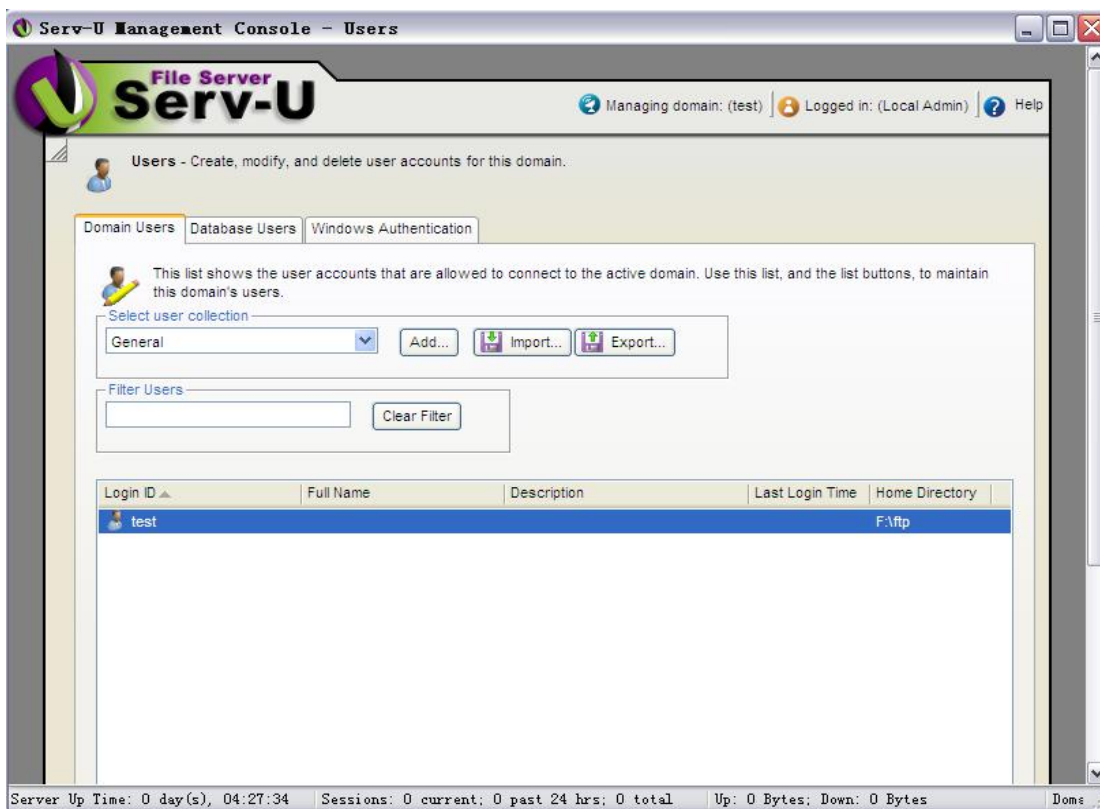 Serv-U Management Console - Users
File Server
Serv-U
Managing domain: (test) Logged in: (Local Admin) Help
Users - Create, modify, and delete user accounts for this domain.
Domain Users Database Users Windows Authentication
This list shows the user accounts that are allowed to connect to the active domain. Use this list, and the list buttons, to maintain
this domain's users.
Select user collection
General Add... Import... Export...
Filter Users
Clear Filter
Login ID Full Name Description Last Login Time Home Directory
test F:\ftp
Server Up Time: 0 day(s), 04:27:34 Sessions: 0 current; 0 past 24 hrs; 0 total Up: 0 Bytes; Down: 0 Bytes